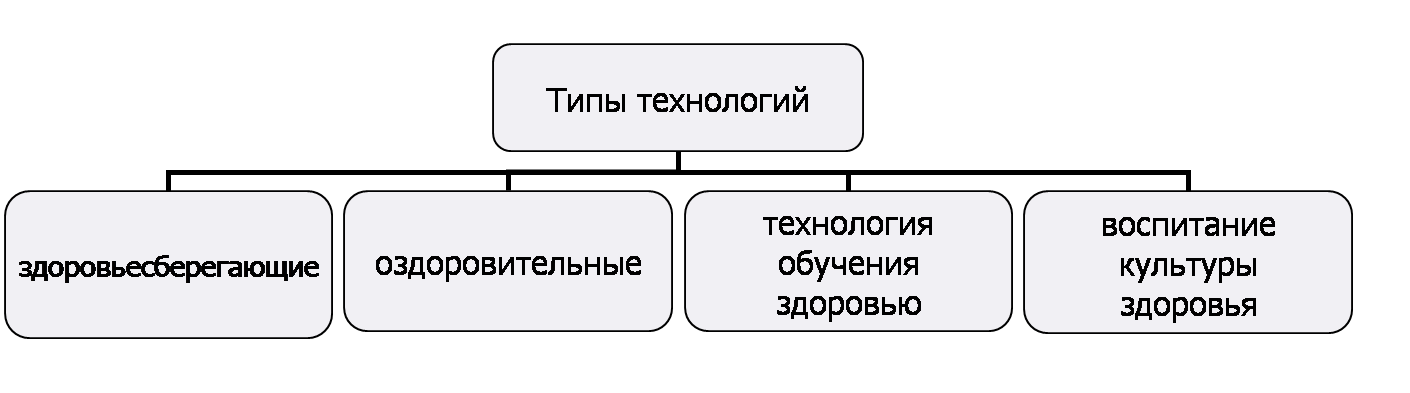 Типы технологий
здоровьесберегающие
оздоровительные
технология
обучения
здоровью
воспитание
культуры
здоровья